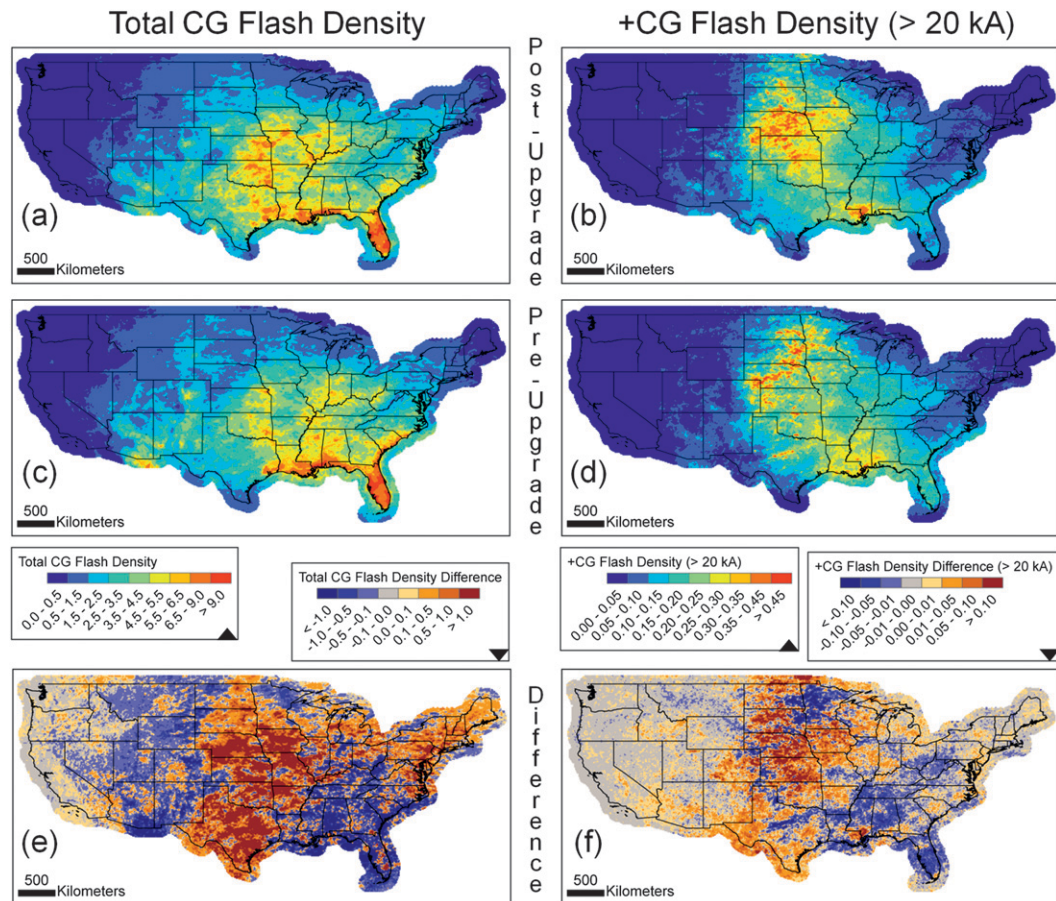 Total CG Flash Density
+CG Flash Density (> 20 kA)
Post-Upgrade
(a)
500
Kilometers
(b)
500
Kilometers
Pre-Upgrade
(c)
500
Kilometers
(d)
500
Kilometers
Total CG Flash Density
0.0 - 0.5
0.5 - 1.5
1.5 - 2.5
2.5 - 3.5
3.5 - 4.5
4.5 - 5.5
5.5 - 6.5
6.5 - 9.0
> 9.0
Total CG Flash Density Difference
< -1.0
-1.0 - -0.5
-0.5 - -0.1
-0.1 - 0.0
0.0 - 0.1
0.1 - 0.5
0.5 - 1.0
> 1.0
+CG Flash Density (> 20 kA)
0.00 - 0.05
0.05 - 0.10
0.10 - 0.15
0.15 - 0.20
0.20 - 0.25
0.25 - 0.30
0.30 - 0.35
0.35 - 0.45
> 0.45
+CG Flash Density Difference (> 20 kA)
< -0.10
-0.10 - -0.05
-0.05 - -0.01
-0.01 - 0.00
0.00 - 0.01
0.01 - 0.05
0.05 - 0.10
> 0.10
Difference
(e)
500
Kilometers
(f)
500
Kilometers